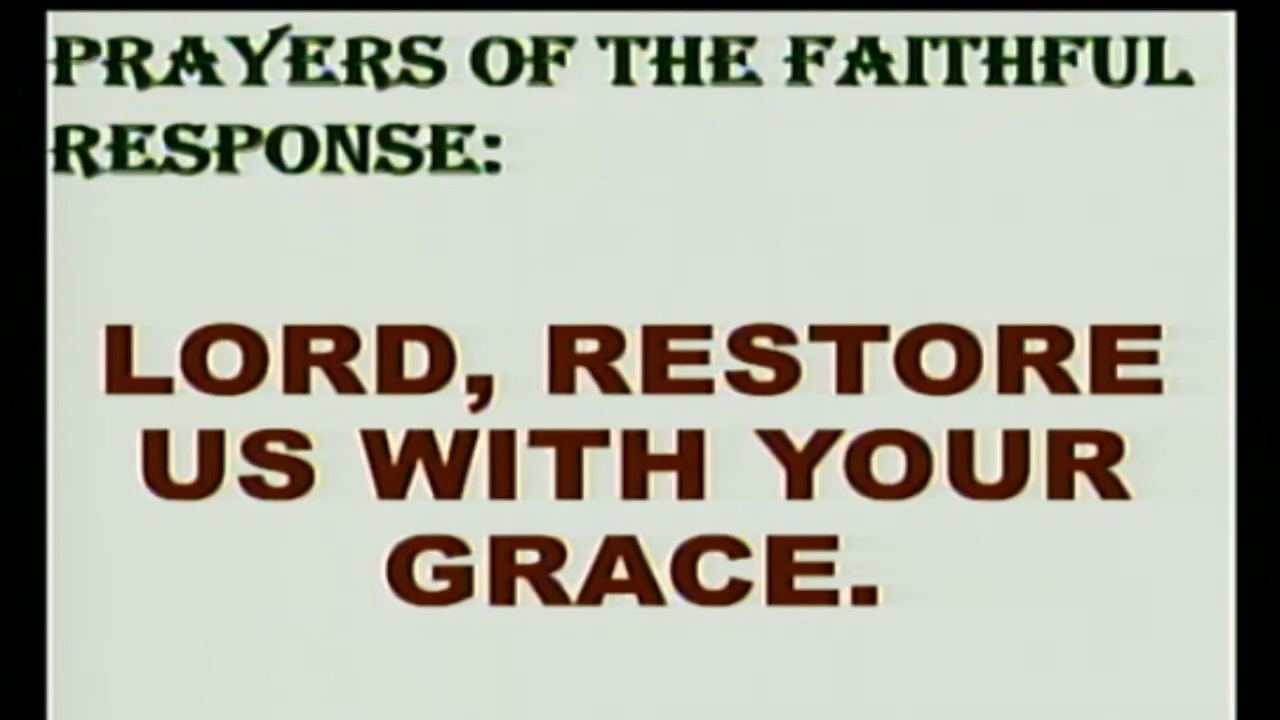 PRAYERS OF THE FAITHFUL
RESPONSE:
LORD, RESTORE
US WITH YOUR
GRACE.